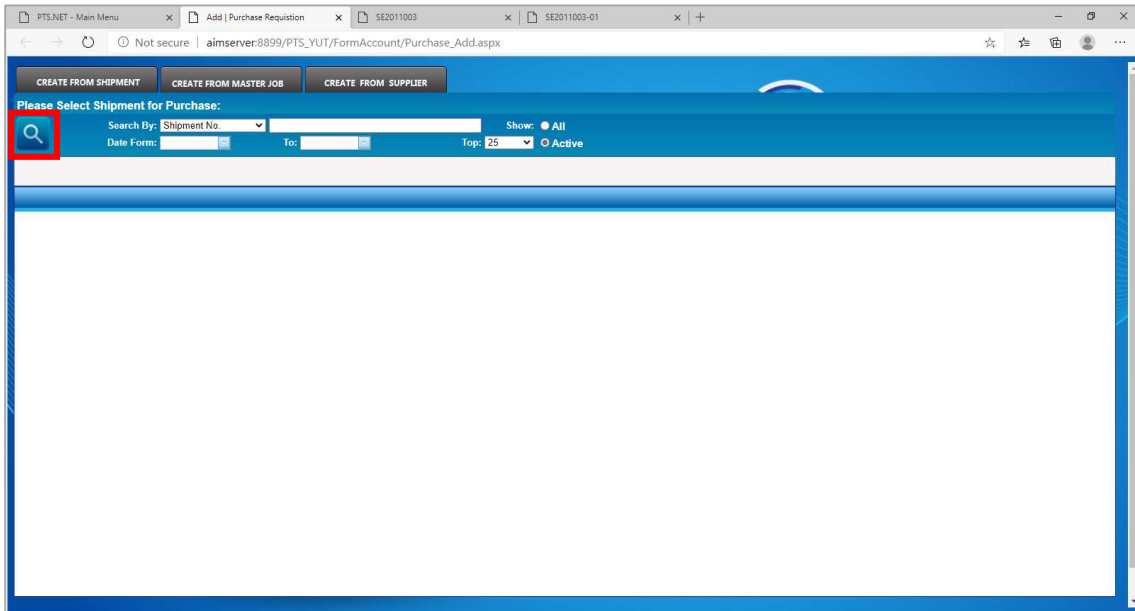 PTS.NET - Main Menu
Add | Purchase Requistion
SE2011003
SE2011003-01
Not secure | aimserver:8899/PTS_YUT/FormAccount/Purchase_Add.aspx
CREATE FROM SHIPMENT CREATE FROM MASTER JOB CREATE FROM SUPPLIER
Please Select Shipment for Purchase:
Search By: Shipment No. Show: All
Date Form: To: Top: 25 Active